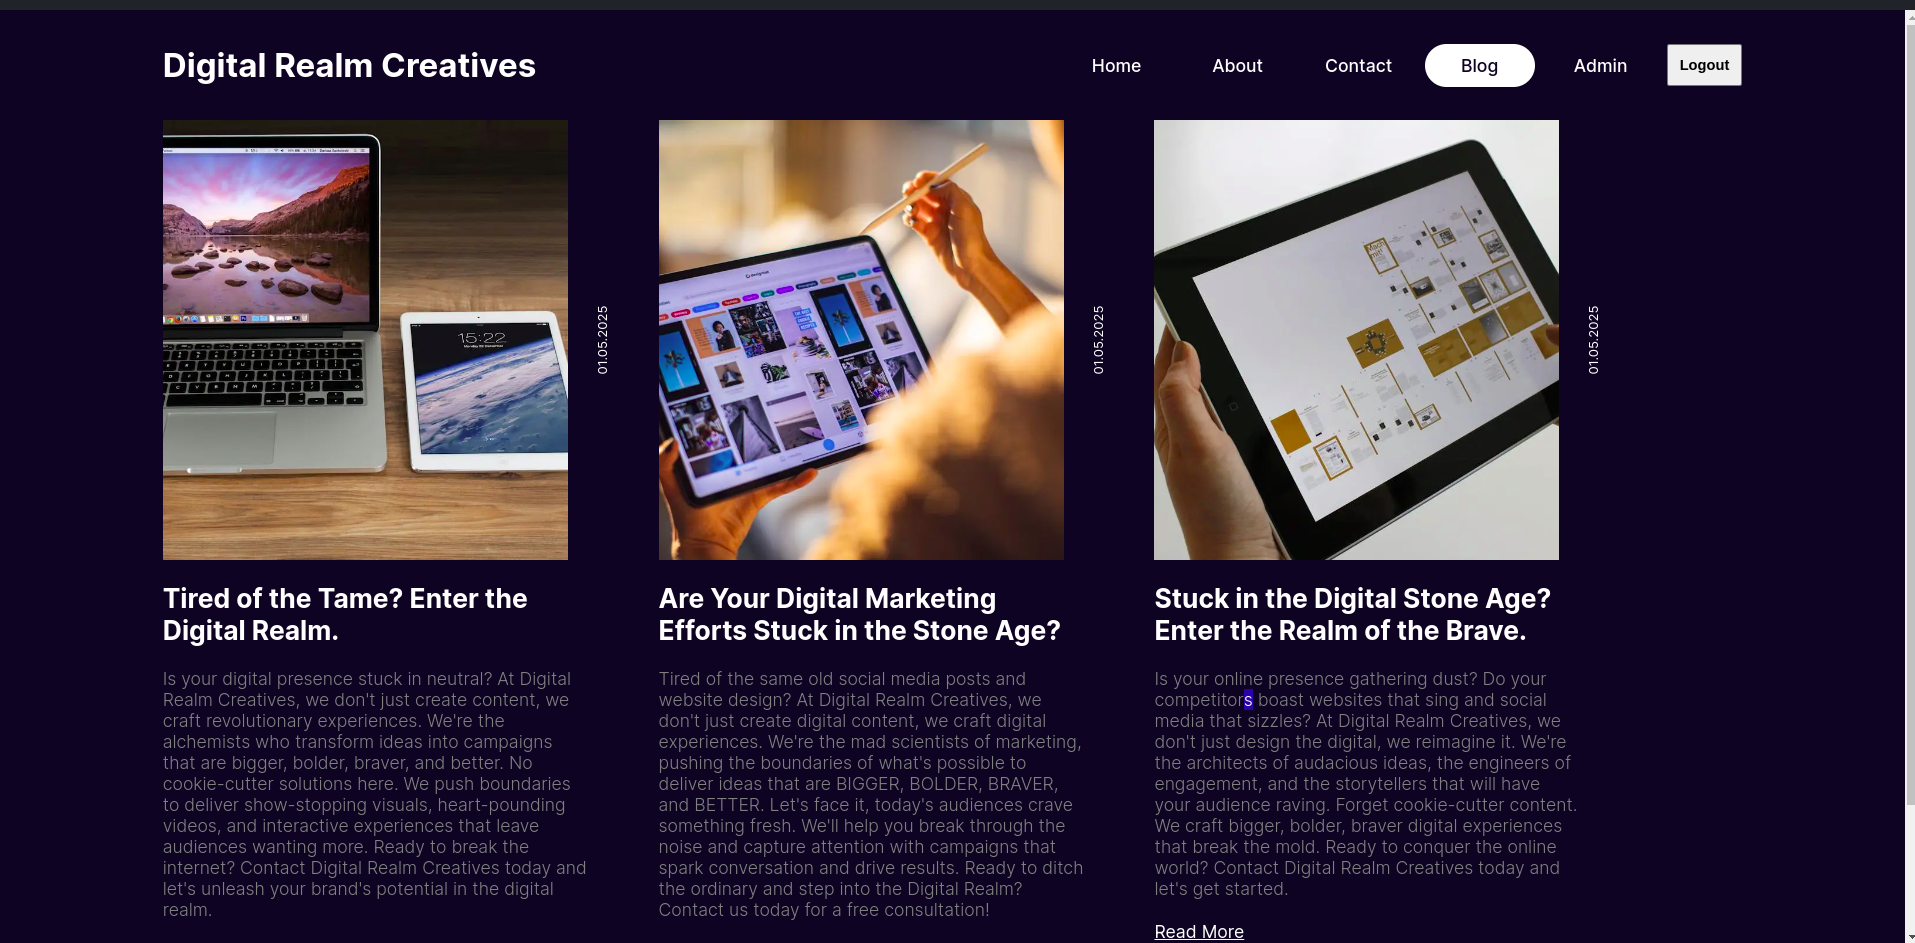 Digital Realm Creatives
Home
About
Contact
Blog
Admin
Logout
15:22
01.05.2025
01.05.2025
01.05.2025
Tired of the Tame? Enter the
Digital Realm.
Is your digital presence stuck in neutral? At Digital
Realm Creatives, we don't just create content, we
craft revolutionary experiences. We're the
alchemists who transform ideas into campaigns
that are bigger, bolder, braver, and better. No
cookie-cutter solutions here. We push boundaries
to deliver show-stopping visuals, heart-pounding
videos, and interactive experiences that leave
audiences wanting more. Ready to break the
internet? Contact Digital Realm Creatives today and
let's unleash your brand's potential in the digital
realm.
Are Your Digital Marketing
Efforts Stuck in the Stone Age?
Tired of the same old social media posts and
website design? At Digital Realm Creatives, we
don't just create digital content, we craft digital
experiences. We're the mad scientists of marketing,
pushing the boundaries of what's possible to
deliver ideas that are BIGGER, BOLDER, BRAVER,
and BETTER. Let's face it, today's audiences crave
something fresh. We'll help you break through the
noise and capture attention with campaigns that
spark conversation and drive results. Ready to ditch
the ordinary and step into the Digital Realm?
Contact us today for a free consultation!
Stuck in the Digital Stone Age?
Enter the Realm of the Brave.
Is your online presence gathering dust? Do your
competitors boast websites that sing and social
media that sizzles? At Digital Realm Creatives, we
don't just design the digital, we reimagine it. We're
the architects of audacious ideas, the engineers of
engagement, and the storytellers that will have
your audience raving. Forget cookie-cutter content.
We craft bigger, bolder, braver digital experiences
that break the mold. Ready to conquer the online
world? Contact Digital Realm Creatives today and
let's get started.
Read More